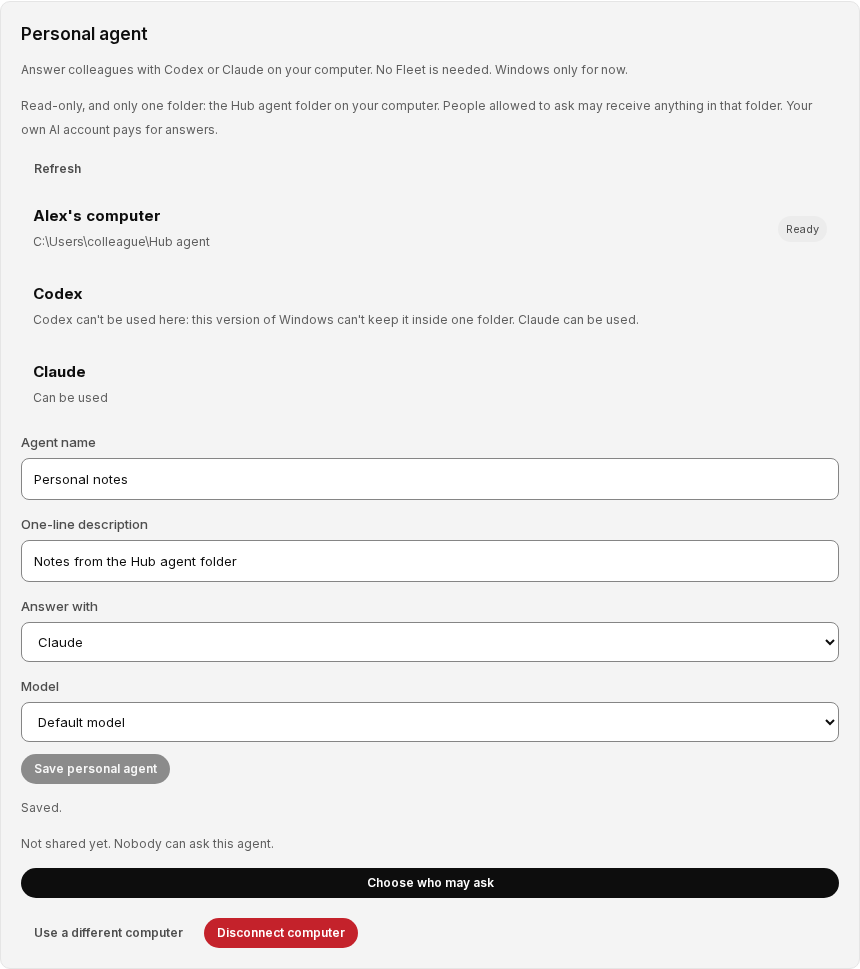 Personal agent
Answer colleagues with Codex or Claude on your computer. No Fleet is needed. Windows only for now.
Read-only, and only one folder: the Hub agent folder on your computer. People allowed to ask may receive anything in that folder. Your
own AI account pays for answers.
Refresh
Alex's computer
C:\Users\colleague\Hub agent
Ready
Codex
Codex can't be used here: this version of Windows can't keep it inside one folder. Claude can be used.
Claude
Can be used
Agent name
Personal notes
One-line description
Notes from the Hub agent folder
Answer with
Claude
Model
Default model
Save personal agent
Saved.
Not shared yet. Nobody can ask this agent.
Choose who may ask
Use a different computer
Disconnect computer